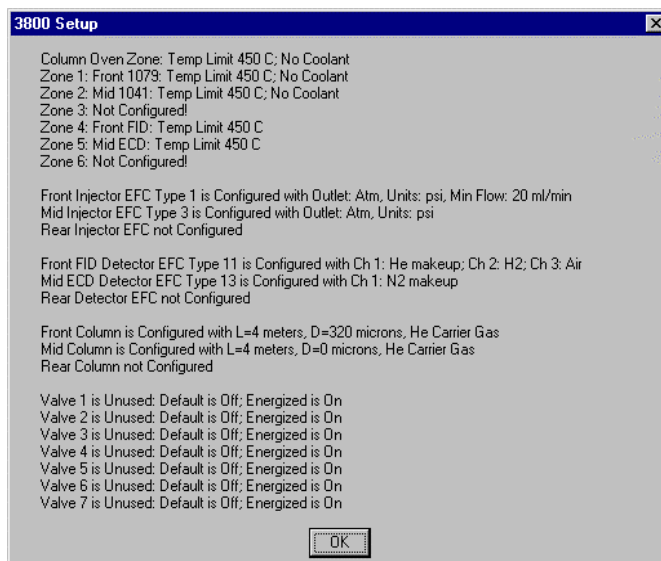 3800 Setup
Column Oven Zone: Temp Limit 450 C; No Coolant
Zone 1: Front 1079: Temp Limit 450 C; No Coolant
Zone 2: Mid 1041: Temp Limit 450 C; No Coolant
Zone 3: Not Configured!
Zone 4: Front FID: Temp Limit 450 C
Zone 5: Mid ECD: Temp Limit 450 C
Zone 6: Not Configured!
Front Injector EFC Type 1 is Configured with Outlet: Atm, Units: psi, Min Flow: 20 ml/min
Mid Injector EFC Type 3 is Configured with Outlet: Atm, Units: psi
Rear Injector EFC not Configured
Front FID Detector EFC Type 11 is Configured with Ch 1: He makeup; Ch 2: H2; Ch 3: Air
Mid ECD Detector EFC Type 13 is Configured with Ch 1: N2 makeup
Rear Detector EFC not Configured
Front Column is Configured with L=4 meters, D=320 microns, He Carrier Gas
Mid Column is Configured with L=4 meters, D=0 microns, He Carrier Gas
Rear Column not Configured
Valve 1 is Unused: Default is Off; Energized is On
Valve 2 is Unused: Default is Off; Energized is On
Valve 3 is Unused: Default is Off; Energized is On
Valve 4 is Unused: Default is Off; Energized is On
Valve 5 is Unused: Default is Off; Energized is On
Valve 6 is Unused: Default is Off; Energized is On
Valve 7 is Unused: Default is Off; Energized is On
OK